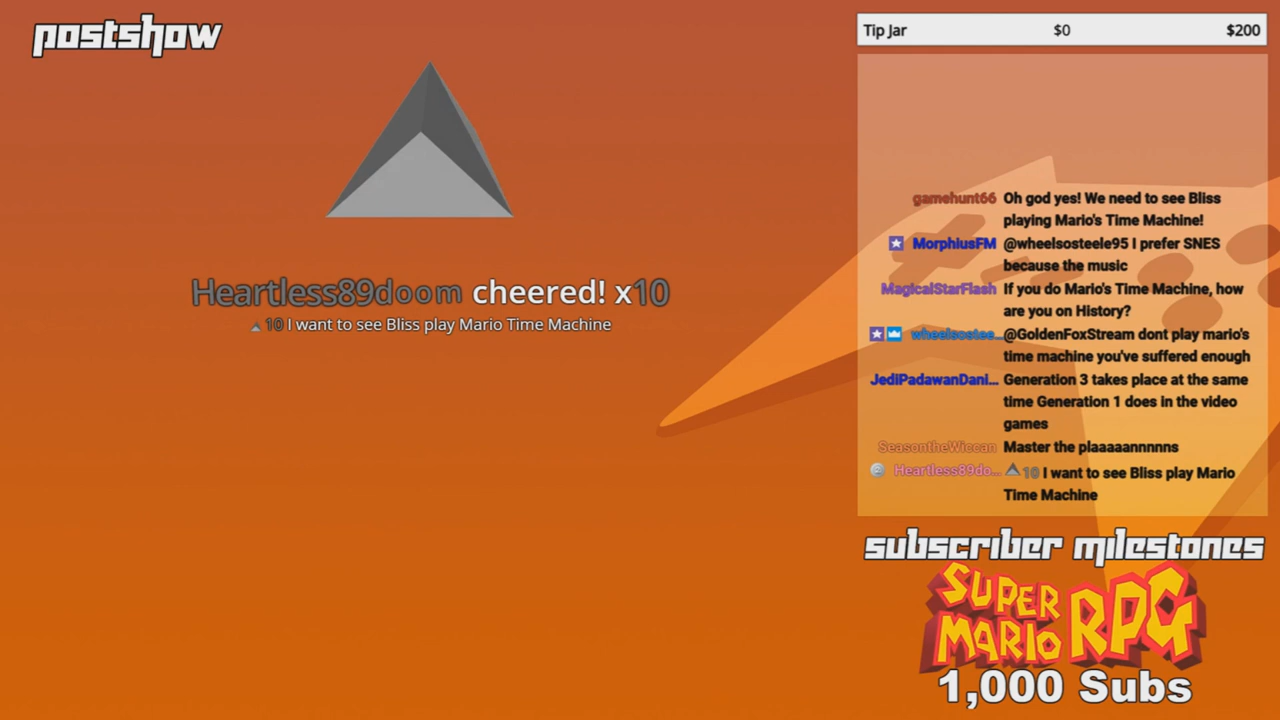 postshow
Tip Jar $0 $200
Heartless89doom cheered! x10
10 I want to see Bliss play Mario Time Machine
gamehunt66 Oh god yes! We need to see Bliss
playing Mario's Time Machine!
MorphiusFM @wheelsosteele95 I prefer SNES
because the music
MagicalStarFlash If you do Mario's Time Machine, how
are you on History?
wheelsostee... @GoldenFoxStream dont play mario's
time machine you've suffered enough
JediPadawanDani... Generation 3 takes place at the same
time Generation 1 does in the video
games
SeasontheWiccan Master the plaaaaannnnns
Heartless89do... 10 I want to see Bliss play Mario
Time Machine
subscriber milestones
SUPER
MARIO RPG
1,000 Subs